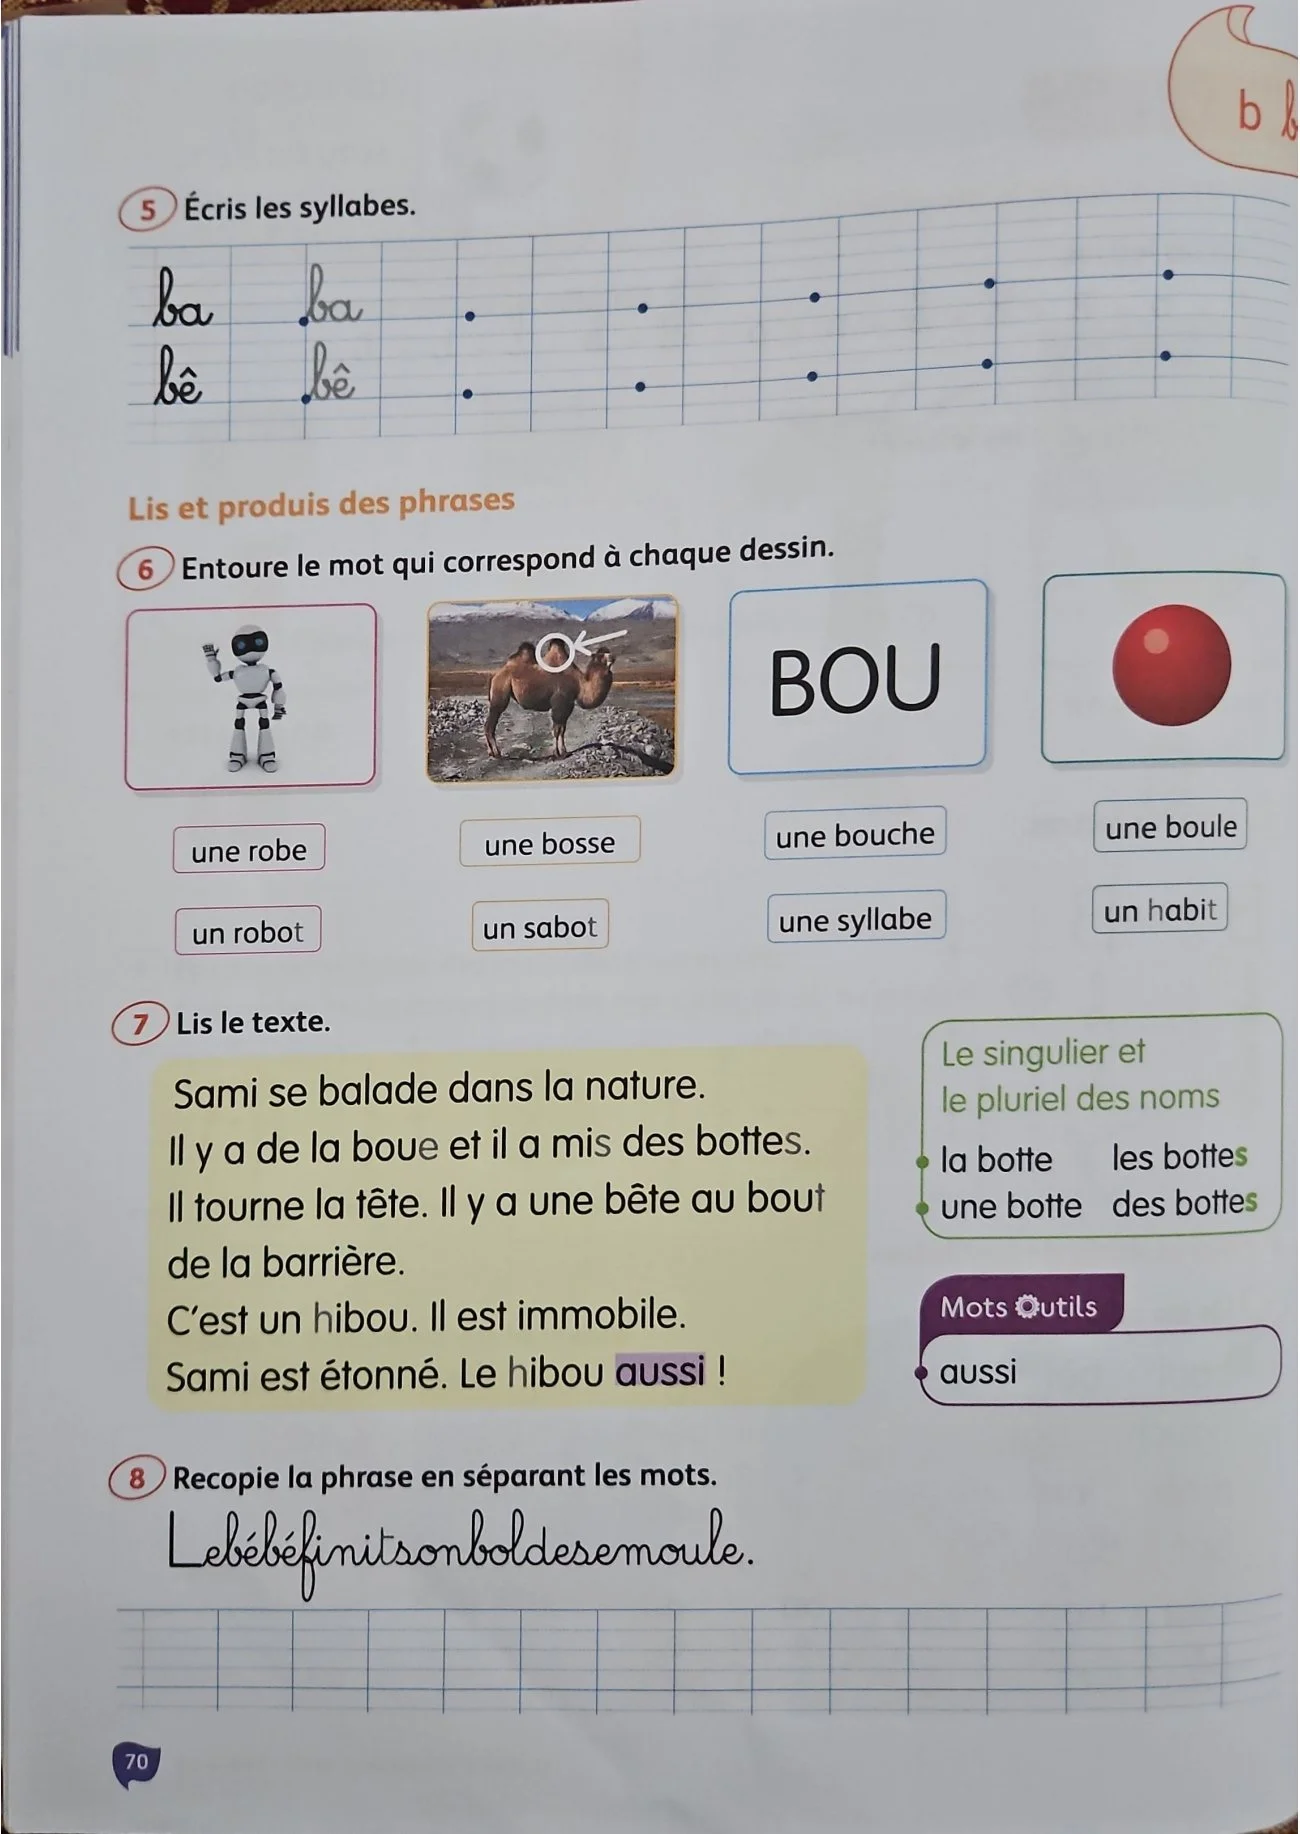 b b
5 Écris les syllabes.
ba ba
bê bê
Lis et produis des phrases
6 Entoure le mot qui correspond à chaque dessin.
BOU
une robe une bosse une bouche une boule
un robot un sabot une syllabe un habit
7 Lis le texte.
Sami se balade dans la nature.
Il y a de la boue et il a mis des bottes.
Il tourne la tête. Il y a une bête au bout
de la barrière.
C'est un hibou. Il est immobile.
Sami est étonné. Le hibou aussi !
Le singulier et
le pluriel des noms
la botte les bottes
une botte des bottes
Mots Outils
aussi
8 Recopie la phrase en séparant les mots.
Lebébéfinitsonboldesemoule.
70